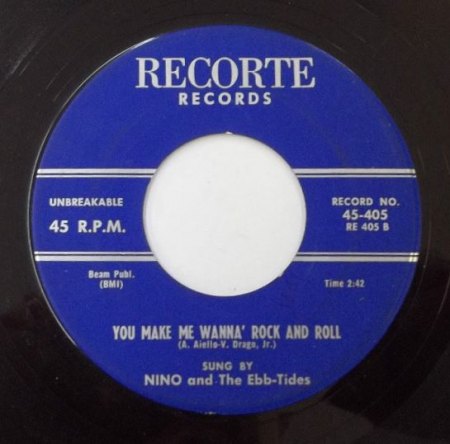 RECORTE
RECORDS
UNBREAKABLE
45 R.P.M.
RECORD NO.
45-405
RE 405 B
Beam Publ.
(BMI)
Time 2:42
YOU MAKE ME WANNA' ROCK AND ROLL
(A. Aiello-V. Drago, Jr.)
SUNG BY
NINO and The Ebb-Tides